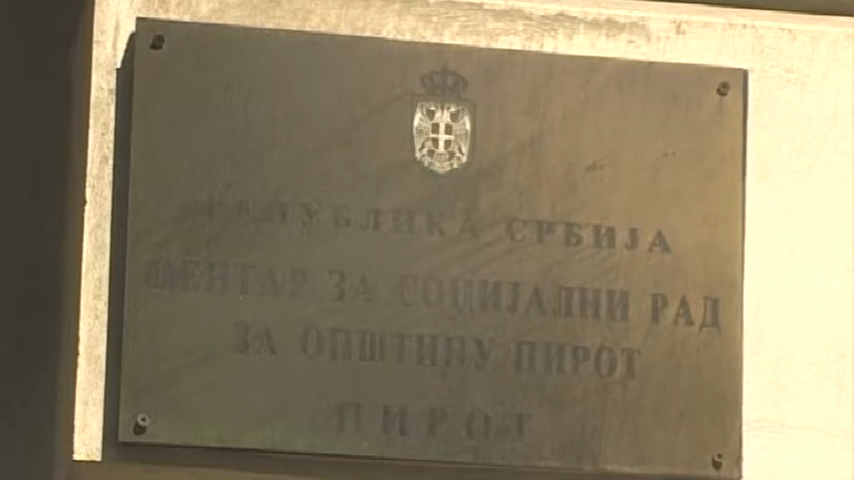 РЕПУБЛИКА СРБИЈА
ЦЕНТАР ЗА СОЦИЈАЛНИ РАД
ЗА ОПШТИНУ ПИРОТ
ПИРОТ